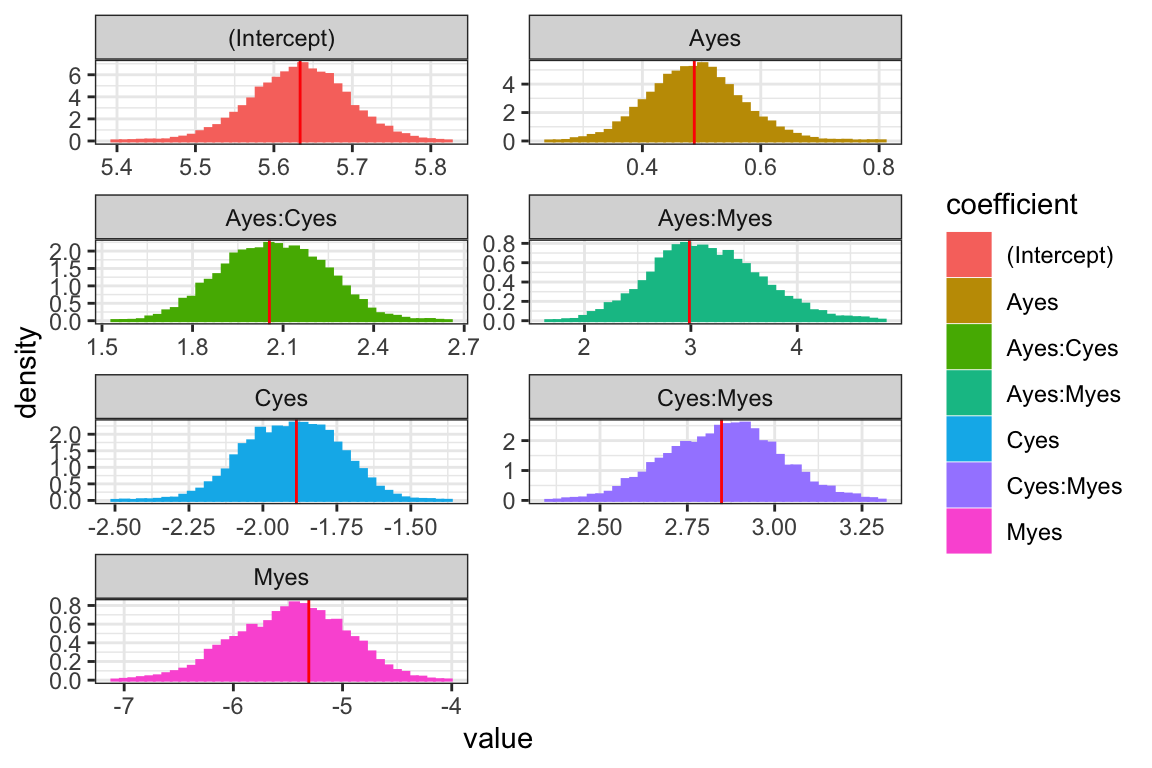 (Intercept)
6
4
2
0
5.4 5.5 5.6 5.7 5.8
Ayes
4
2
0
0.4 0.6 0.8
Ayes:Cyes
2.0
1.5
1.0
0.5
0.0
1.5 1.8 2.1 2.4 2.7
Ayes:Myes
0.8
0.6
0.4
0.2
0.0
2 3 4
Cyes
2.0
1.5
1.0
0.5
0.0
-2.50 -2.25 -2.00 -1.75 -1.50
Cyes:Myes
2
1
0
2.50 2.75 3.00 3.25
Myes
0.8
0.6
0.4
0.2
0.0
-7 -6 -5 -4
density
value
coefficient
(Intercept)
Ayes
Ayes:Cyes
Ayes:Myes
Cyes
Cyes:Myes
Myes